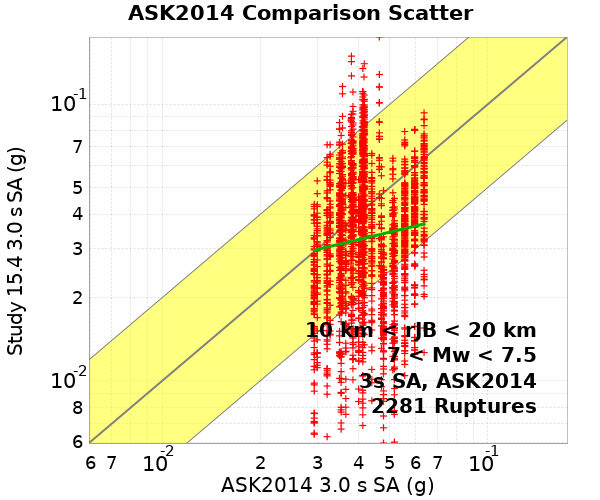 ASK2014 Comparison Scatter
Study 15.4 3.0 s SA (g)
10^-1
7
5
4
3
2
10^-2
8
6
10 km < rJB < 20 km
7 < Mw < 7.5
3s SA, ASK2014
2281 Ruptures
6 7 10^-2 2 3 4 5 6 7 10^-1
ASK2014 3.0 s SA (g)